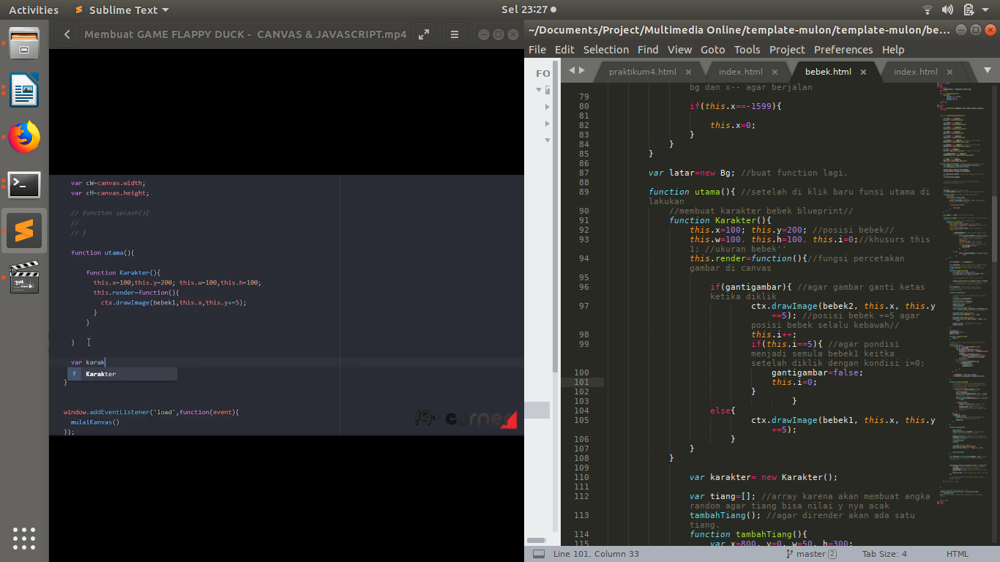 Activities
Sublime Text
Sel 23:27
Membuat GAME FLAPPY DUCK - CANVAS & JAVASCRIPT.mp4
var cW=canvas.width;
var cH=canvas.height;
// function splash(){
//
// }
function utama(){
function Karakter(){
this.x=100;this.y=200; this.w=100,this.h=100;
this.render=function(){
ctx.drawImage(bebek1,this.x,this.y+=5);
}
}
}
var karak
f Karakter
}
window.addEventListener('load',function(event){
mulaiKanvas()
});
corner
~/Documents/Project/Multimedia Online/template-mulon/template-mulon/be...
File Edit Selection Find View Goto Tools Project Preferences Help
FO
praktikum4.html
index.html
bebek.html
index.html
bg dan x-- agar berjalan
79
80 if(this.x==-1599){
81
82 this.x=0;
83 }
84 }
85 }
86
87 var latar=new Bg; //buat function lagi.
88
89 function utama(){ //setelah di klik baru funsi utama di
lakukan
90 //membuat karakter bebek blueprint//
91 function Karakter(){
92 this.x=100; this.y=200; //posisi bebek//
93 this.w=100, this.h=100, this.i=0;//khusurs this
1; //ukuran bebek''
94 this.render=function(){//fungsi percetakan
gambar di canvas
95
96 if(gantigambar){ //agar gambar ganti ketas
ketika diklik
97 ctx.drawImage(bebek2, this.x, this.y
+=5); //posisi bebek +=5 agar
posisi bebek selalu kebawah//
98 this.i++;
99 if(this.i==5){ //agar pondisi
menjadi semula bebek1 keitka
setelah diklik dengan kondisi i=0;
100 gantigambar=false;
101 this.i=0;
102 }
103 }
104 else{
105 ctx.drawImage(bebek1, this.x, this.y
+=5);
106 }
107 }
108 }
109
110 var karakter= new Karakter();
111
112 var tiang=[]; //array karena akan membuat angka
random agar tiang bisa nilai y nya acak
113 tambahTiang(); //agar dirender akan ada satu
tiang.
114 function tambahTiang(){
115 var x=800, y=0, w=50, h=300;
Line 101, Column 33
master 2
Tab Size: 4
HTML